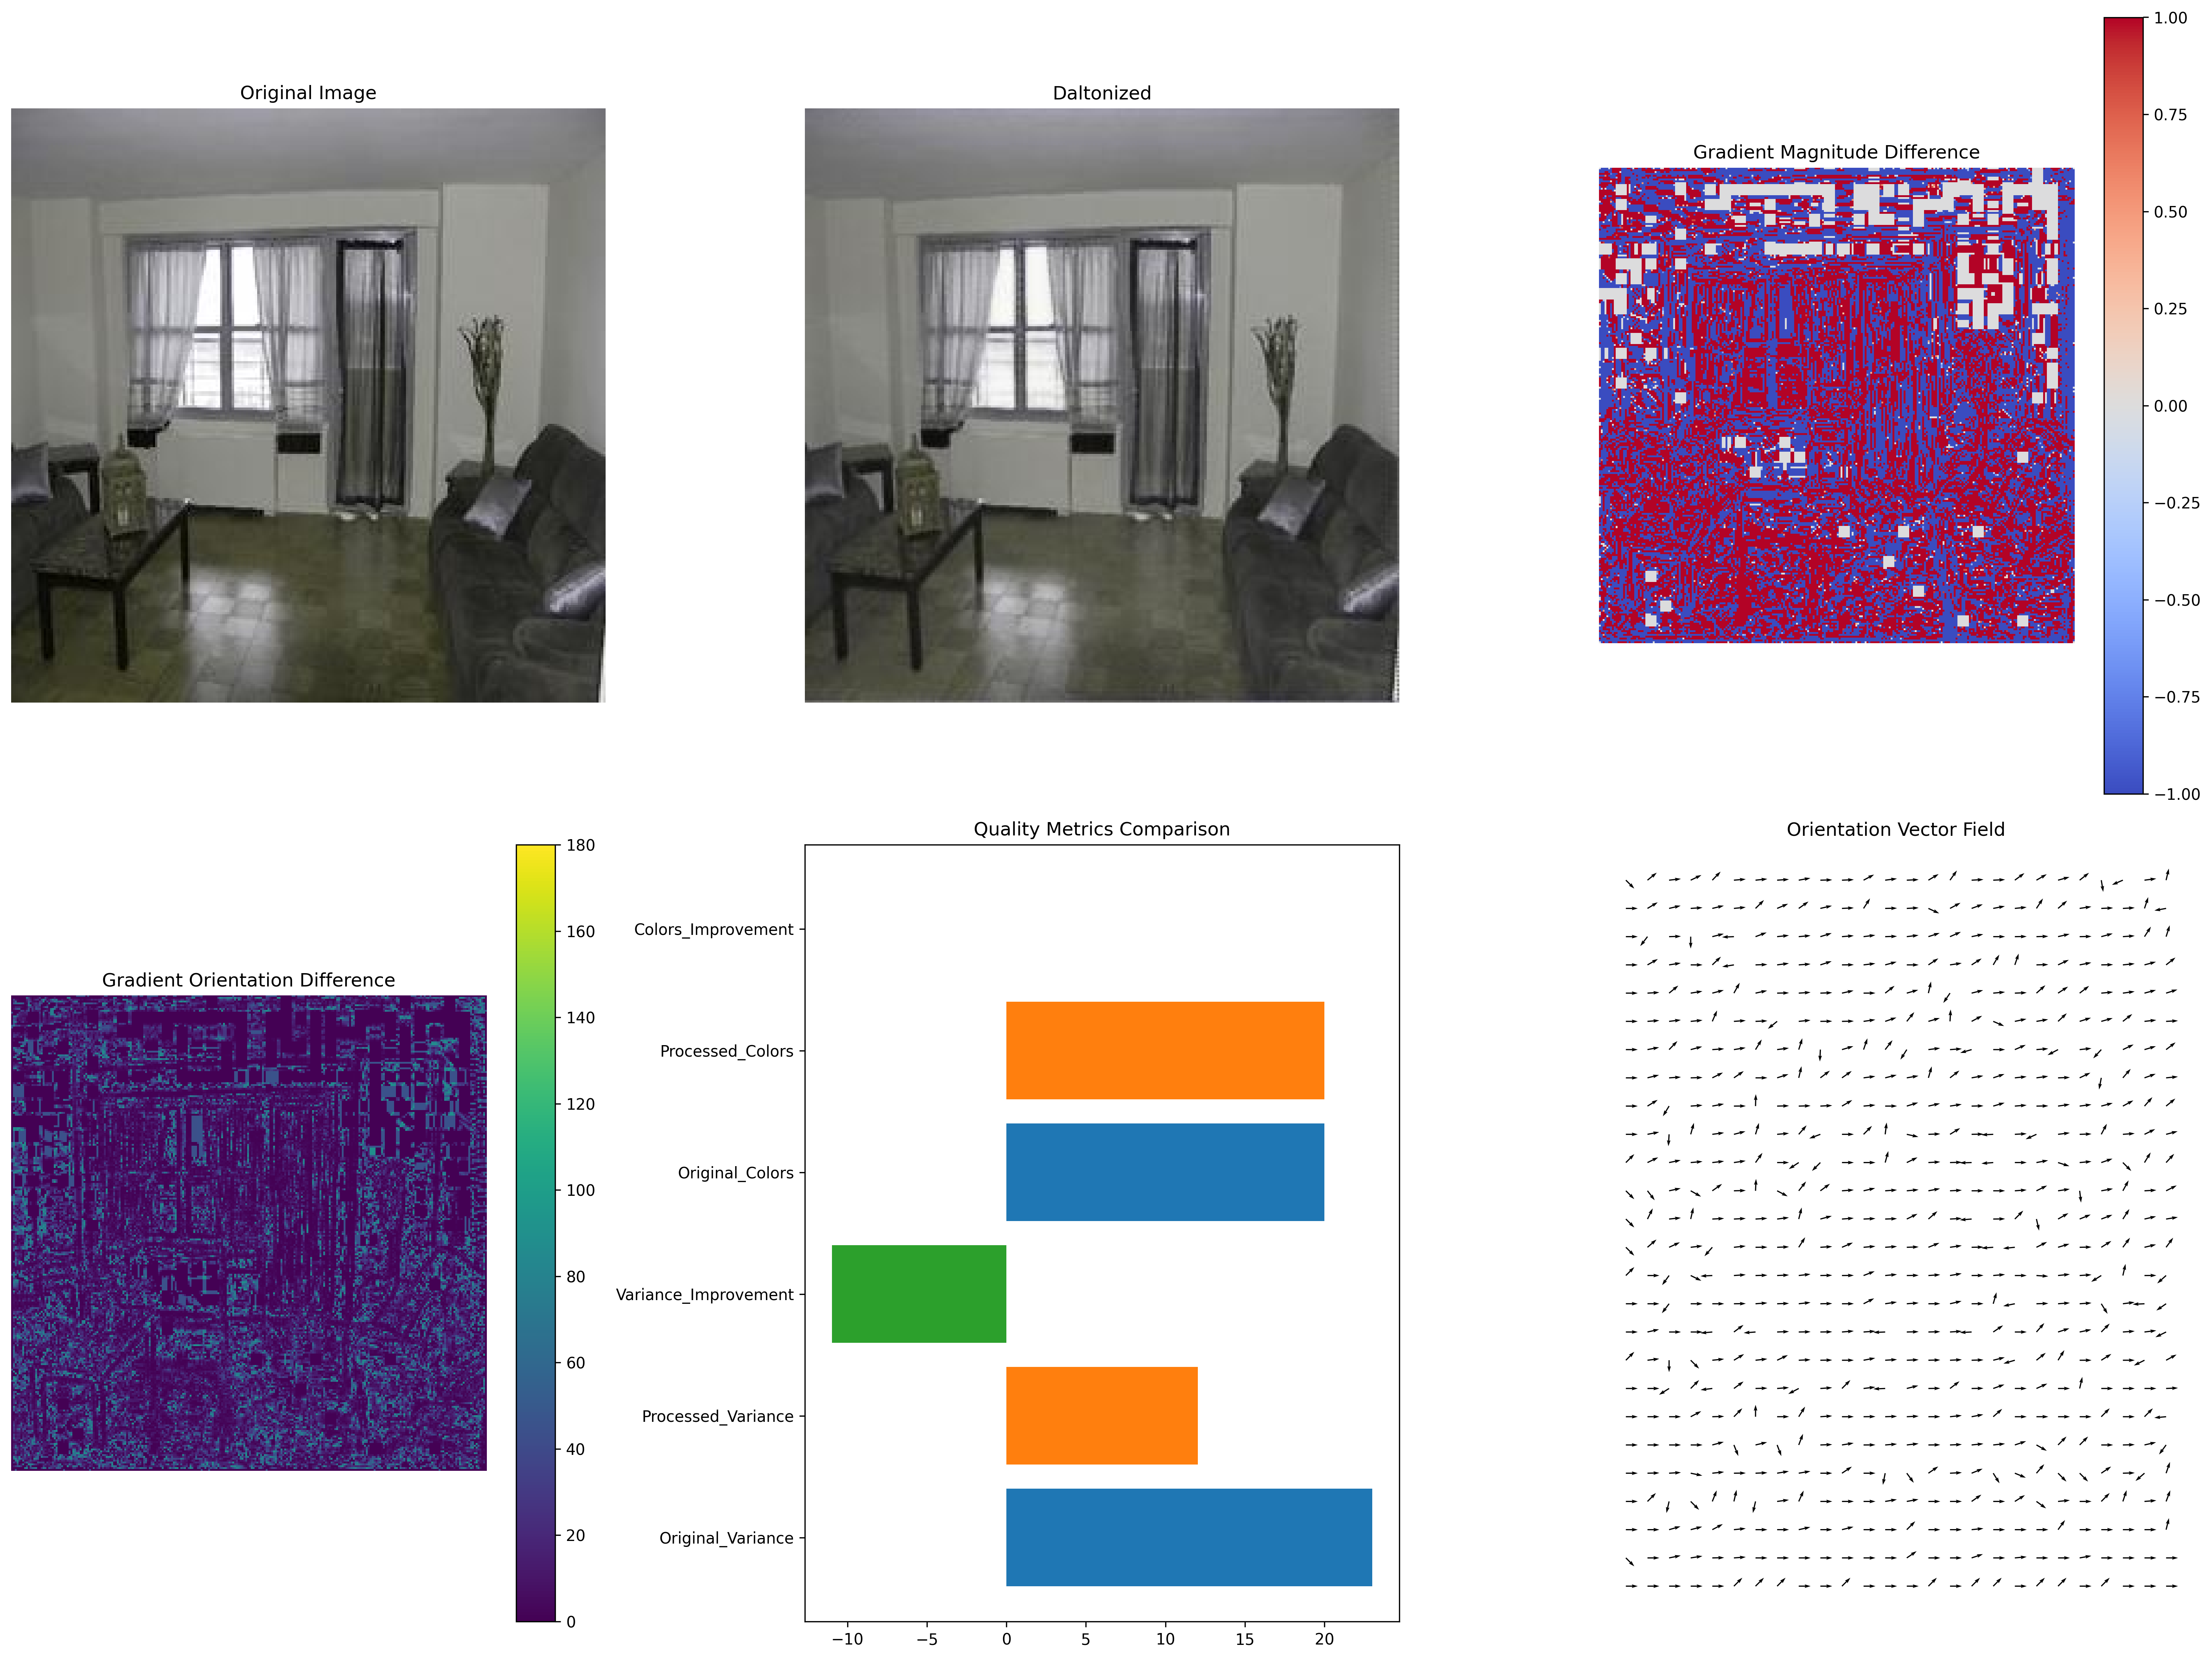 Original Image
Daltonized
Gradient Magnitude Difference
1.00
0.75
0.50
0.25
0.00
−0.25
−0.50
−0.75
−1.00
Gradient Orientation Difference
180
160
140
120
100
80
60
40
20
0
Quality Metrics Comparison
Colors_Improvement
Processed_Colors
Original_Colors
Variance_Improvement
Processed_Variance
Original_Variance
−10 −5 0 5 10 15 20
Orientation Vector Field